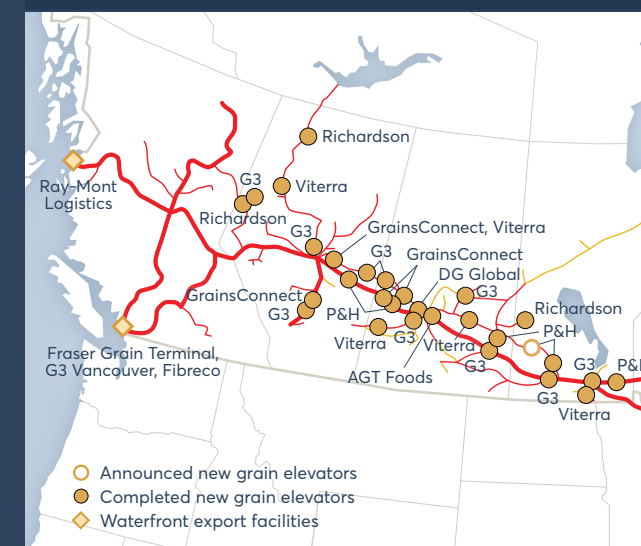 Richardson
G3
Viterra
Ray-Mont
Logistics
Richardson
G3
GrainsConnect, Viterra
G3
GrainsConnect
DG Global
G3
GrainsConnect
G3
P&H
Richardson
P&H
Viterra
G3
Viterra
Fraser Grain Terminal,
G3 Vancouver, Fibreco
G3
G3
AGT Foods
G3
Viterra
Announced new grain elevators
Completed new grain elevators
Waterfront export facilities